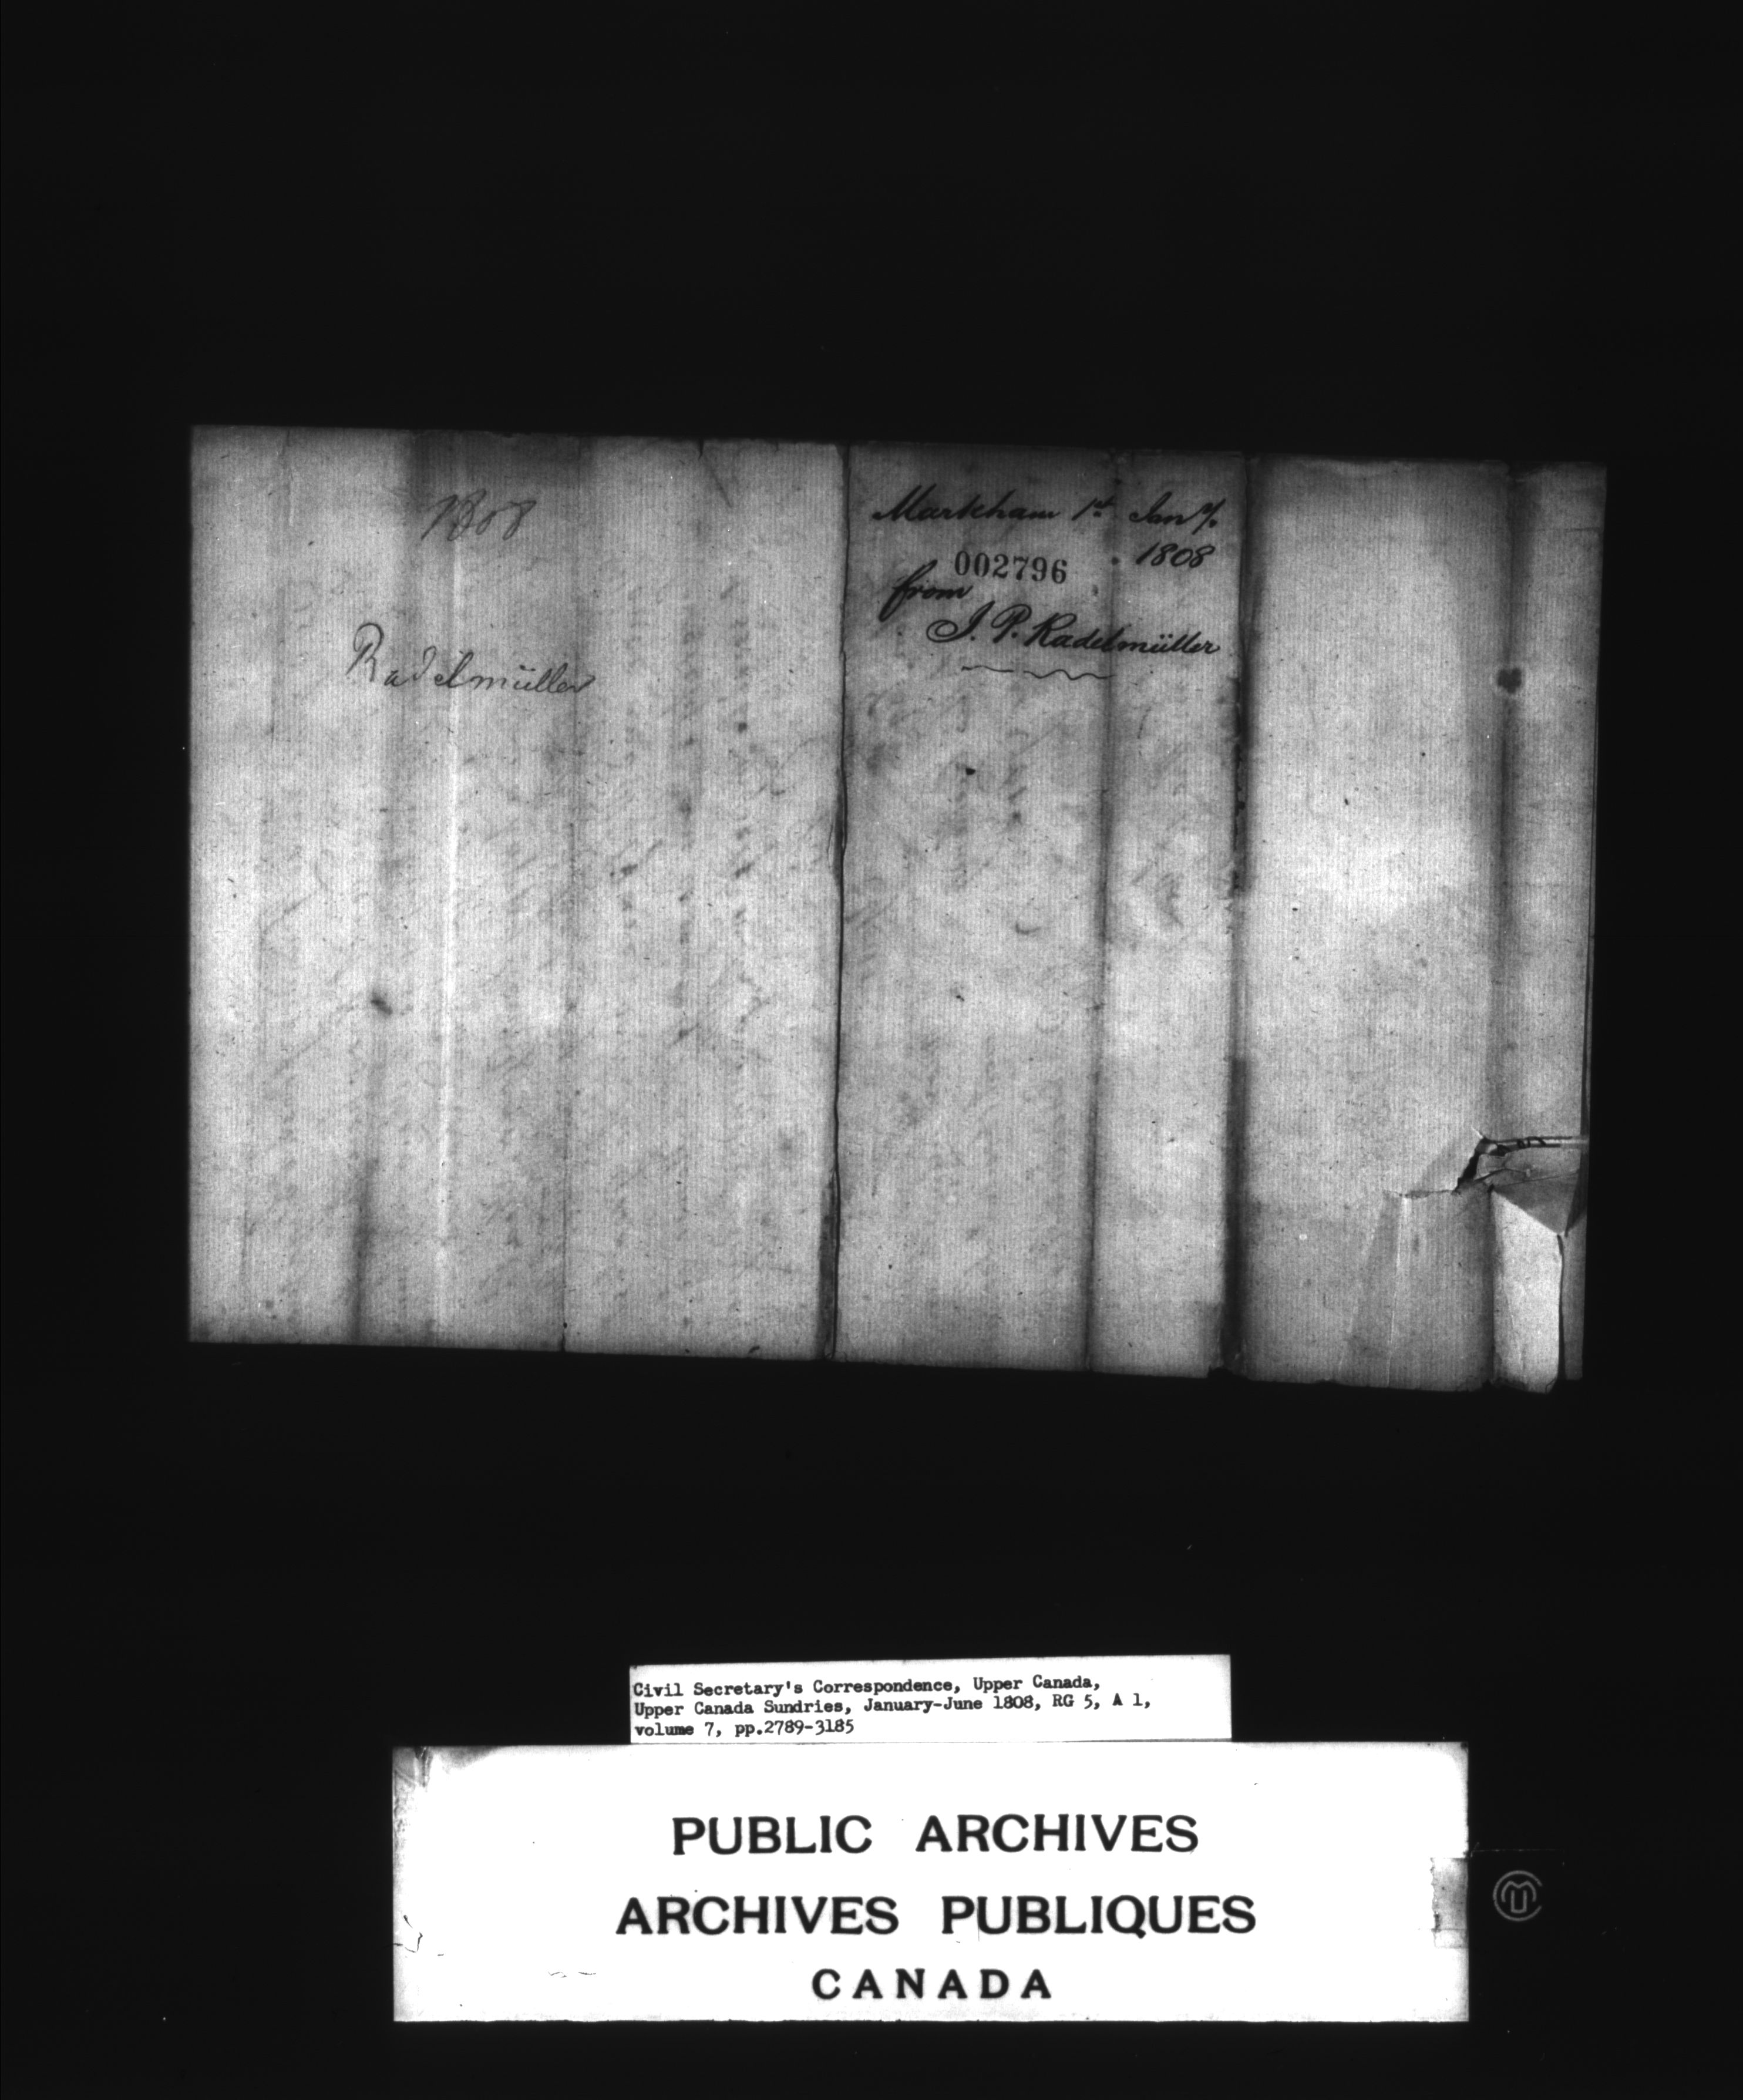 1808
Radelmüller
Markham 1st Jany.
1808
002796
from
J. P. Radelmüller
Civil Secretary's Correspondence, Upper Canada,
Upper Canada Sundries, January-June 1808, RG 5, A 1,
volume 7, pp.2789-3185
PUBLIC ARCHIVES
ARCHIVES PUBLIQUES
CANADA